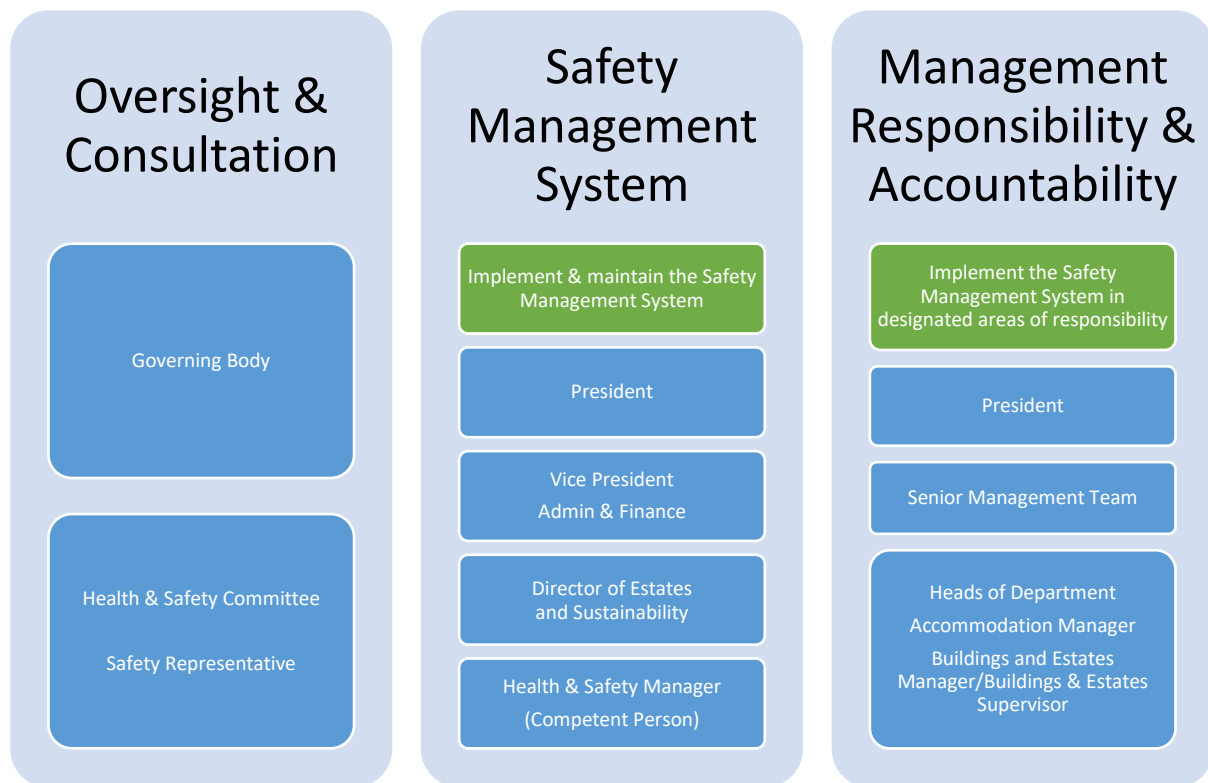 Oversight &
Consultation
Governing Body
Health & Safety Committee
Safety Representative
Safety
Management
System
Implement & maintain the Safety
Management System
President
Vice President
Admin & Finance
Director of Estates
and Sustainability
Health & Safety Manager
(Competent Person)
Management
Responsibility &
Accountability
Implement the Safety
Management System in
designated areas of responsibility
President
Senior Management Team
Heads of Department
Accommodation Manager
Buildings and Estates
Manager/Buildings & Estates
Supervisor